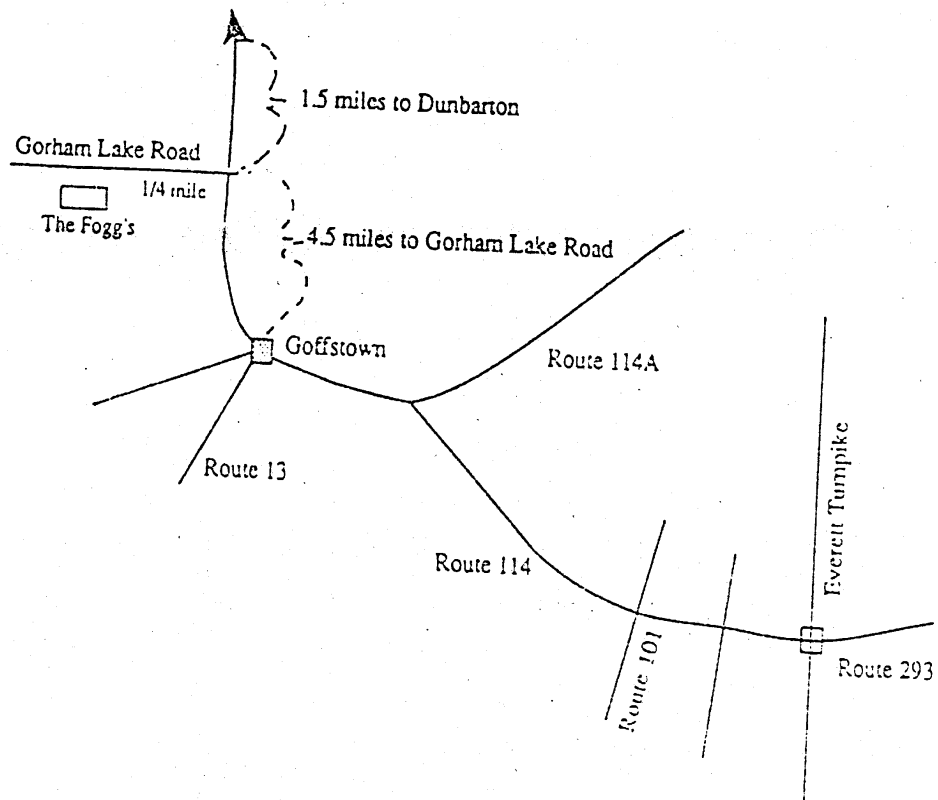 1.5 miles to Dunbarton
Gorham Lake Road
1/4 mile
The Fogg's
4.5 miles to Gorham Lake Road
Goffstown
Route 114A
Route 13
Everett Turnpike
Route 114
Route 101
Route 293